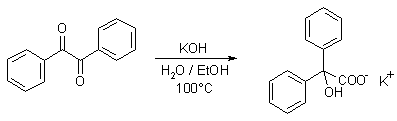 O
O
KOH
H₂O / EtOH
100°C
COO⁻ K⁺
OH